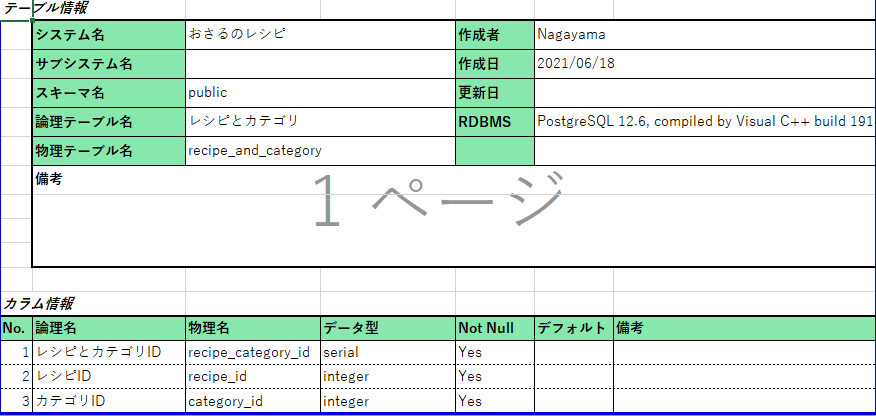 テーブル情報
システム名 おさるのレシピ 作成者 Nagayama
サブシステム名 作成日 2021/06/18
スキーマ名 public 更新日
論理テーブル名 レシピとカテゴリ RDBMS PostgreSQL 12.6, compiled by Visual C++ build 191
物理テーブル名 recipe_and_category
備考
1 ページ
カラム情報
No. 論理名 物理名 データ型 Not Null デフォルト 備考
1 レシピとカテゴリID recipe_category_id serial Yes
2 レシピID recipe_id integer Yes
3 カテゴリID category_id integer Yes